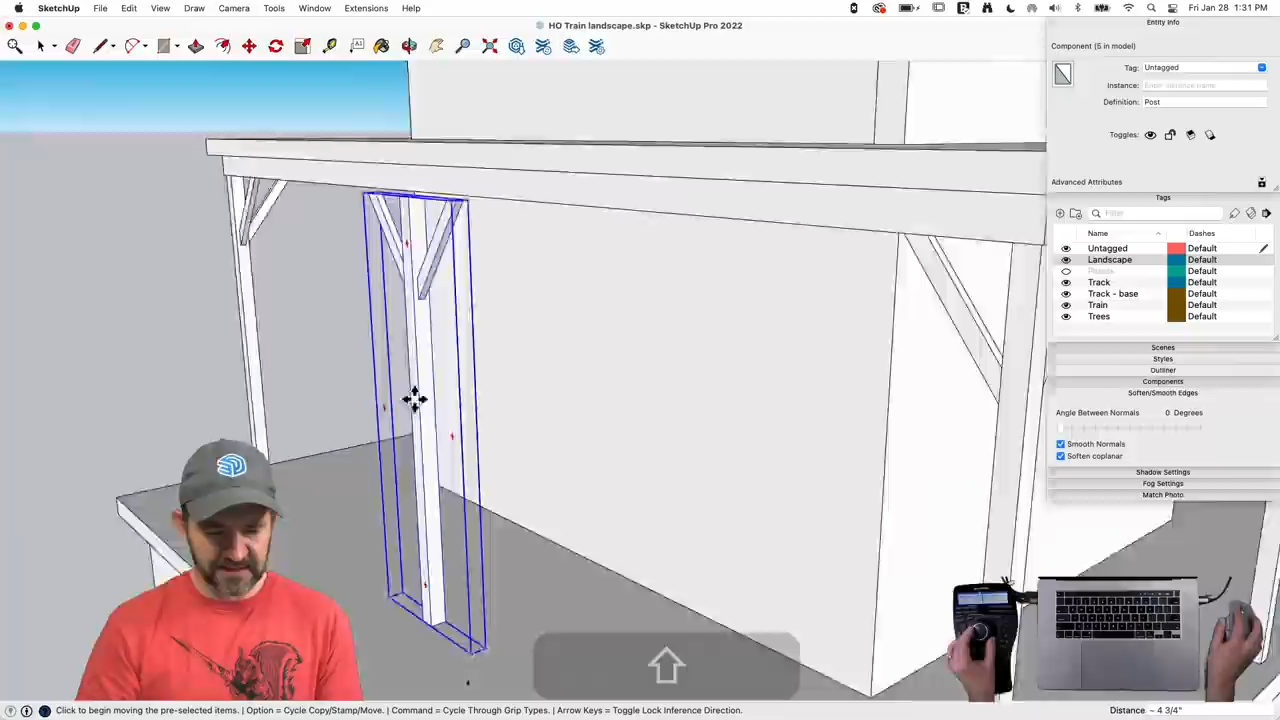 SketchUp File Edit View Draw Camera Tools Window Extensions Help Fri Jan 28 1:31 PM
HO Train landscape.skp - SketchUp Pro 2022
Entity Info
Component (5 in model)
Tag: Untagged
Instance: Enter instance name
Definition: Post
Toggles:
Advanced Attributes
Tags
Filter
Name Dashes
Untagged Default
Landscape Default
Default
Track Default
Track - base Default
Train Default
Trees Default
Scenes
Styles
Outliner
Components
Soften/Smooth Edges
Angle Between Normals 0 Degrees
Smooth Normals
Soften coplanar
Shadow Settings
Fog Settings
Match Photo
Click to begin moving the pre-selected items. | Option = Cycle Copy/Stamp/Move. | Command = Cycle Through Grip Types. | Arrow Keys = Toggle Lock Inference Direction. Distance ~ 4 3/4"